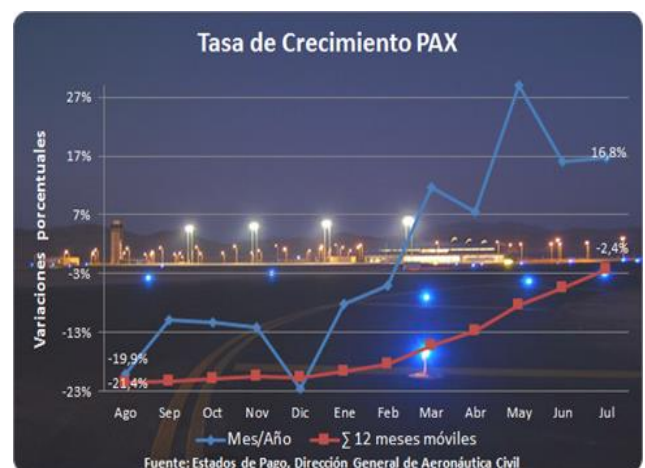 Tasa de Crecimiento PAX
Variaciones porcentuales
27%
17%
7%
-3%
-13%
-23%
16,8%
-2,4%
-19,9%
-21,4%
Ago Sep Oct Nov Dic Ene Feb Mar Abr May Jun Jul
Mes/Año ∑ 12 meses móviles
Fuente: Estados de Pago, Dirección General de Aeronáutica Civil